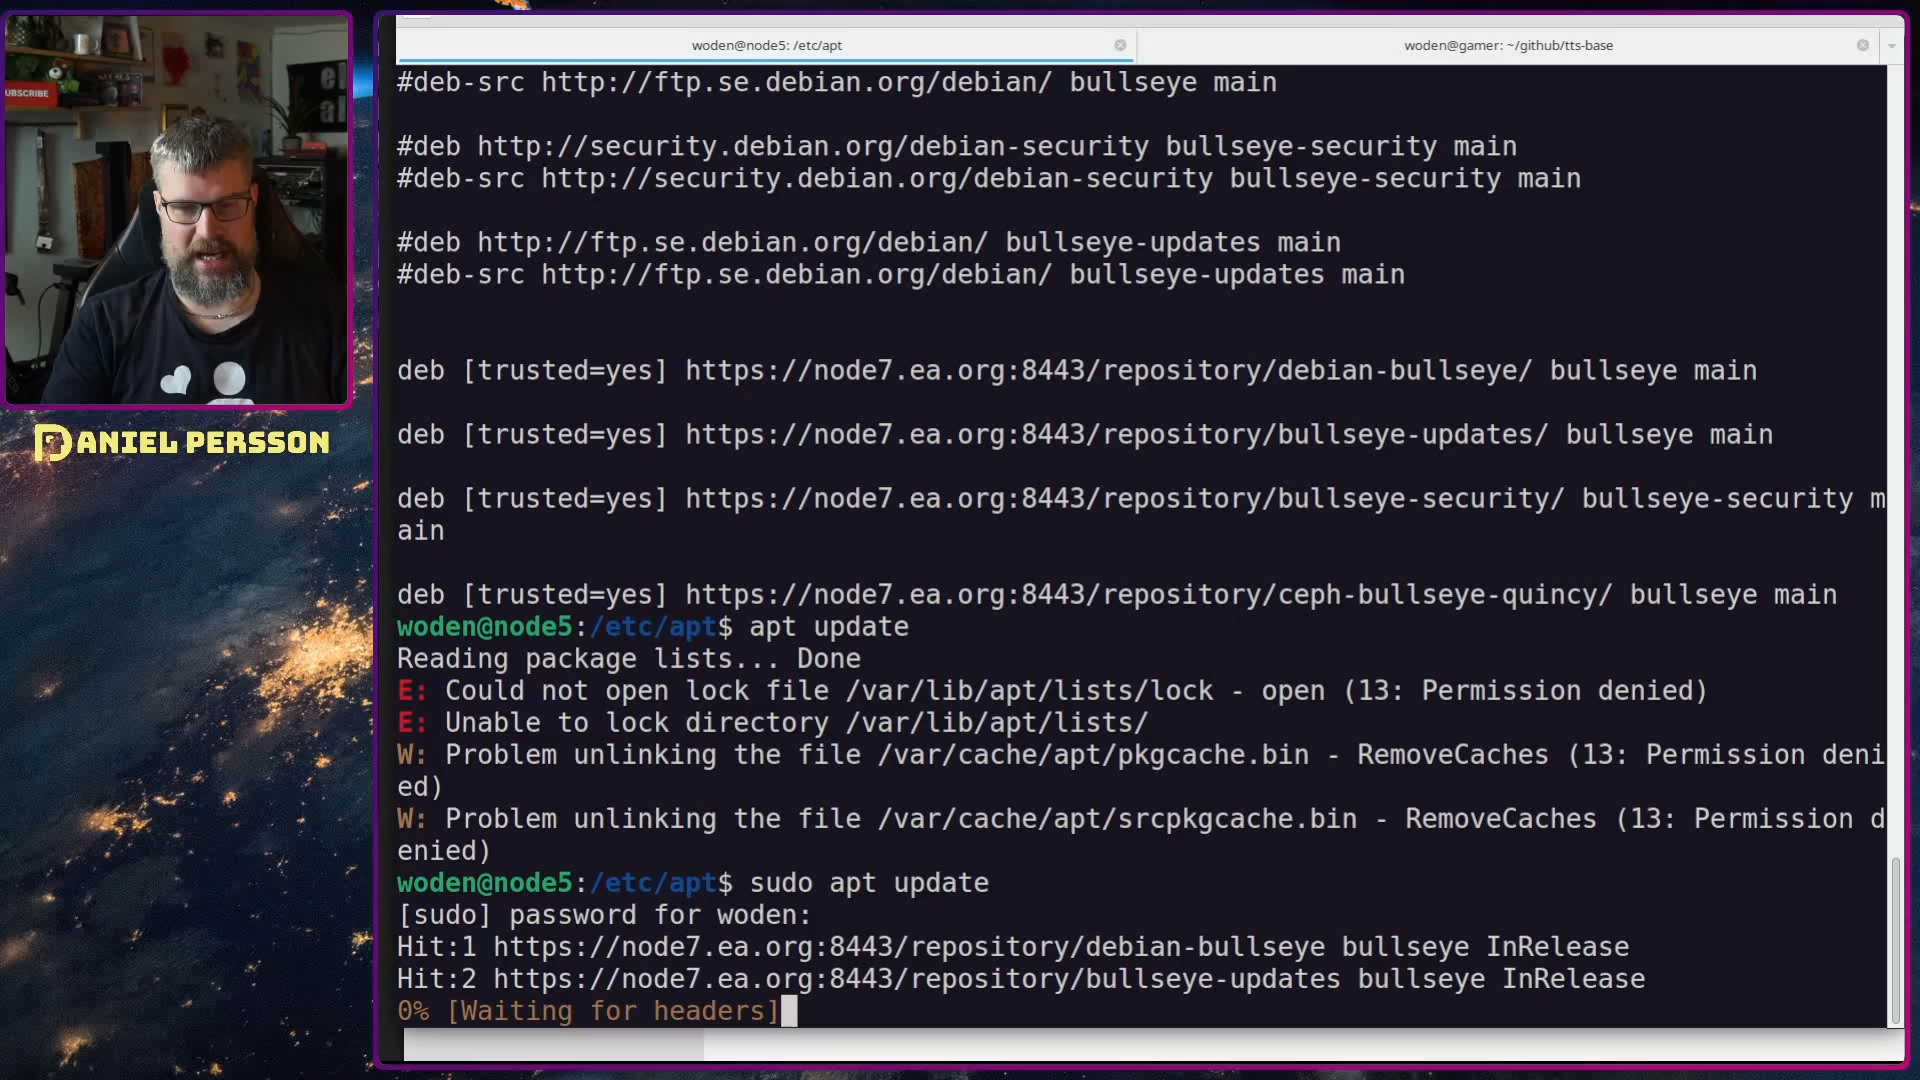 woden@node5: /etc/apt
woden@gamer: ~/github/tts-base
#deb-src http://ftp.se.debian.org/debian/ bullseye main
#deb http://security.debian.org/debian-security bullseye-security main
#deb-src http://security.debian.org/debian-security bullseye-security main
#deb http://ftp.se.debian.org/debian/ bullseye-updates main
#deb-src http://ftp.se.debian.org/debian/ bullseye-updates main
deb [trusted=yes] https://node7.ea.org:8443/repository/debian-bullseye/ bullseye main
deb [trusted=yes] https://node7.ea.org:8443/repository/bullseye-updates/ bullseye main
deb [trusted=yes] https://node7.ea.org:8443/repository/bullseye-security/ bullseye-security m
ain
deb [trusted=yes] https://node7.ea.org:8443/repository/ceph-bullseye-quincy/ bullseye main
woden@node5:/etc/apt$ apt update
Reading package lists... Done
E: Could not open lock file /var/lib/apt/lists/lock - open (13: Permission denied)
E: Unable to lock directory /var/lib/apt/lists/
W: Problem unlinking the file /var/cache/apt/pkgcache.bin - RemoveCaches (13: Permission deni
ed)
W: Problem unlinking the file /var/cache/apt/srcpkgcache.bin - RemoveCaches (13: Permission d
enied)
woden@node5:/etc/apt$ sudo apt update
[sudo] password for woden:
Hit:1 https://node7.ea.org:8443/repository/debian-bullseye bullseye InRelease
Hit:2 https://node7.ea.org:8443/repository/bullseye-updates bullseye InRelease
0% [Waiting for headers]
UBSCRIBE
DANIEL PERSSON